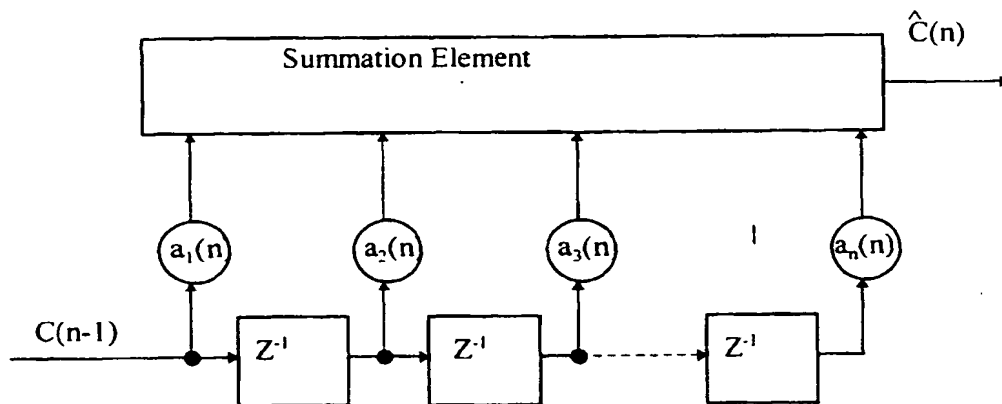 Ĉ(n)
Summation Element
a₁(n
a₂(n
a₃(n
aₙ(n)
C(n-1)
Z⁻¹
Z⁻¹
Z⁻¹